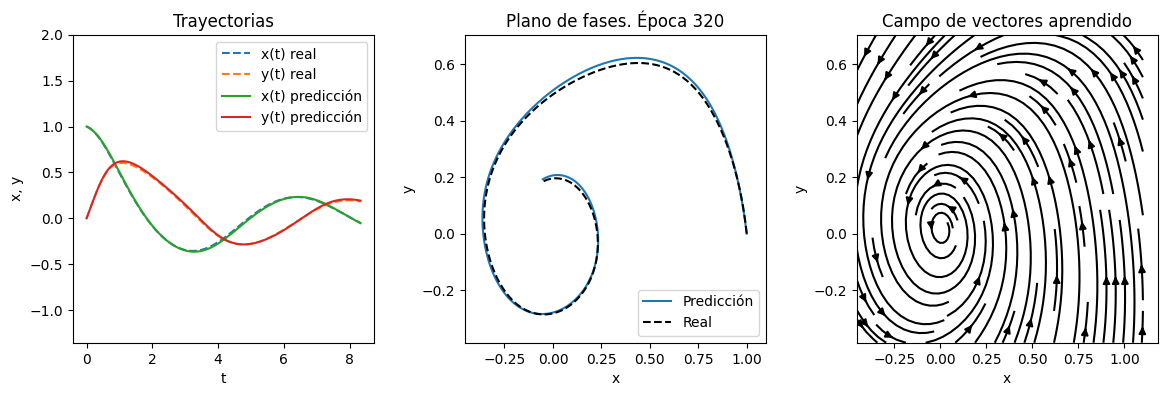 Trayectorias
x(t) real
y(t) real
x(t) predicción
y(t) predicción
2.0
1.5
1.0
0.5
0.0
−0.5
−1.0
x, y
0 2 4 6 8
t
Plano de fases. Época 320
0.6
0.4
0.2
0.0
−0.2
y
Predicción
Real
−0.25 0.00 0.25 0.50 0.75 1.00
x
Campo de vectores aprendido
0.6
0.4
0.2
0.0
−0.2
y
−0.25 0.00 0.25 0.50 0.75 1.00
x